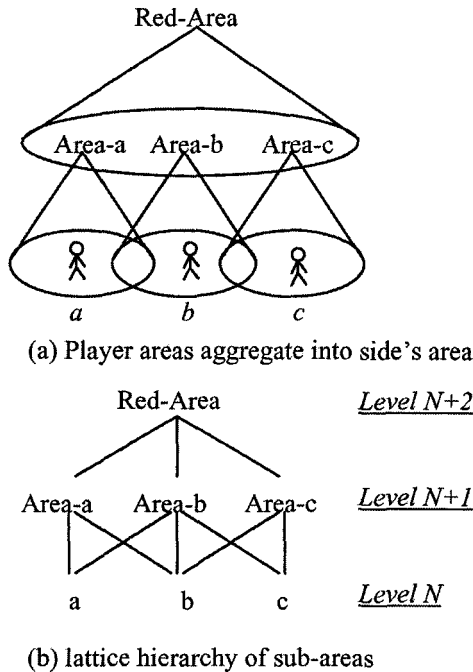 Red-Area
Area-a Area-b Area-c
a b c
(a) Player areas aggregate into side's area
Red-Area Level N+2
Area-a Area-b Area-c Level N+1
a b c Level N
(b) lattice hierarchy of sub-areas